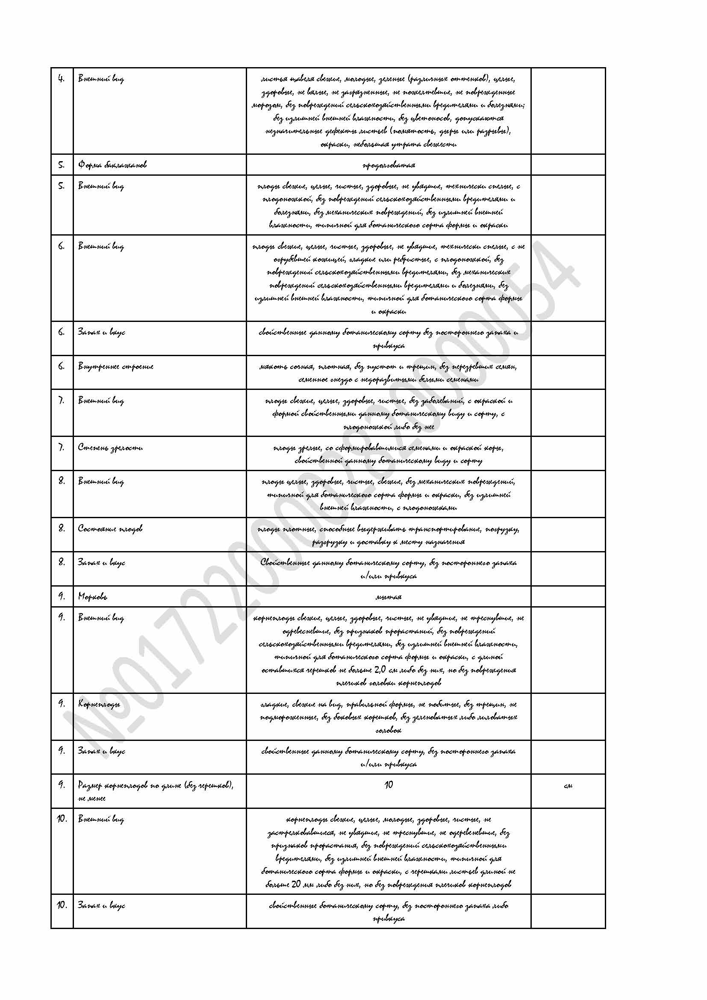 4. Внешний вид
листья щавеля свежие, молодые, зеленые (различных оттенков), целые,
здоровые, не вялые, не загрязненные, не пожелтевшие, не поврежденные
морозом, без повреждений сельскохозяйственными вредителями и болезнями;
без излишней внешней влажности, без цветоносов, допускаются
незначительные дефекты листьев (помятость, дыры или разрывы),
окраски, небольшая утрата свежести
5. Форма баклажанов
продолговатая
5. Внешний вид
плоды свежие, целые, чистые, здоровые, не увядшие, технически спелые, с
плодоножкой, без повреждений сельскохозяйственными вредителями и
болезнями, без механических повреждений, без излишней внешней
влажности, типичной для ботанического сорта формы и окраски
6. Внешний вид
плоды свежие, целые, чистые, здоровые, не увядшие, технически спелые, с не
огрубевшей кожицей, гладкие или ребристые, с плодоножкой, без
повреждений сельскохозяйственными вредителями, без механических
повреждений сельскохозяйственными вредителями и болезнями, без
излишней внешней влажности, типичной для ботанического сорта формы
и окраски
6. Запах и вкус
свойственные данному ботаническому сорту без постороннего запаха и
привкуса
6. Внутреннее строение
мякоть сочная, плотная, без пустот и трещин, без перезревших семян,
семенное гнездо с недоразвитыми белыми семенами
7. Внешний вид
плоды свежие, целые, здоровые, чистые, без заболеваний, с окраской и
формой свойственными данному ботаническому виду и сорту, с
плодоножкой либо без нее
7. Степень зрелости
плоды зрелые, со сформировавшимися семенами и окраской коры,
свойственной данному ботаническому виду и сорту
8. Внешний вид
плоды целые, здоровые, чистые, свежие, без механических повреждений,
типичной для ботанического сорта формы и окраски, без излишней
внешней влажности, с плодоножками
8. Состояние плодов
плоды плотные, способные выдерживать транспортирование, погрузку,
разгрузку и доставку к месту назначения
8. Запах и вкус
Свойственные данному ботаническому сорту, без постороннего запаха
и/или привкуса
9. Морковь
мытая
9. Внешний вид
корнеплоды свежие, целые, здоровые, чистые, не увядшие, не треснувшие, не
одревесневшие, без признаков прорастаний, без повреждений
сельскохозяйственными вредителями, без излишней внешней влажности,
типичной для ботанического сорта формы и окраски, с длиной
оставшихся черешков не больше 2,0 см либо без них, но без повреждения
плечиков головки корнеплодов
9. Корнеплоды
гладкие, свежие на вид, правильной формы, не побитые, без трещин, не
подмороженные, без боковых корешков, без зеленоватых либо лиловатых
головок
9. Запах и вкус
свойственные данному ботаническому сорту, без постороннего запаха
и/или привкуса
9. Размер корнеплодов по длине (без черешков),
не менее
10
см
10. Внешний вид
корнеплоды свежие, целые, молодые, здоровые, чистые, не
застрелковавшиеся, не увядшие, не треснувшие, не одеревеневшие, без
признаков прорастания, без повреждений сельскохозяйственными
вредителями, без излишней внешней влажности, типичной для
ботанического сорта формы и окраски, с черешками листьев длиной не
больше 20 мм либо без них, но без повреждения плечиков корнеплодов
10. Запах и вкус
свойственные ботаническому сорту, без постороннего запаха либо
привкуса